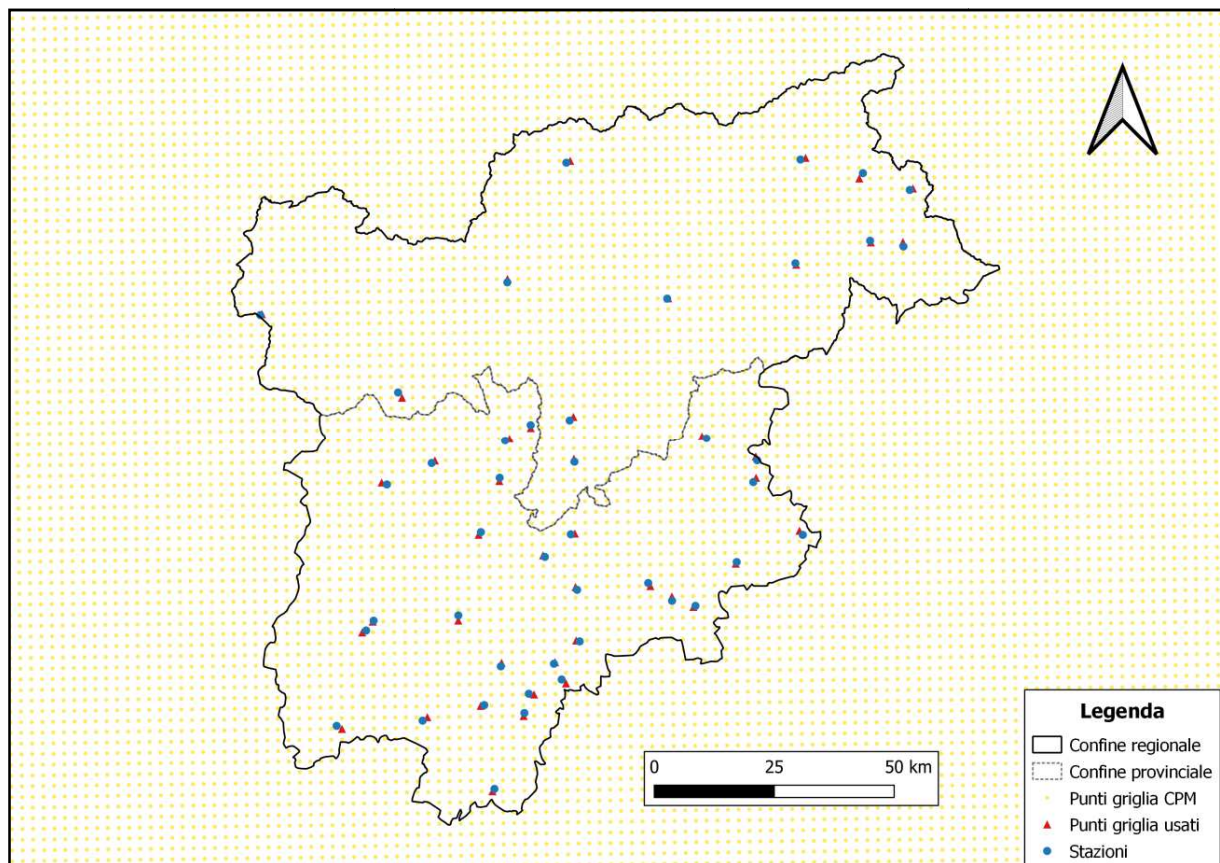 0 25 50 km
Legenda
Confine regionale
Confine provinciale
Punti griglia CPM
Punti griglia usati
Stazioni